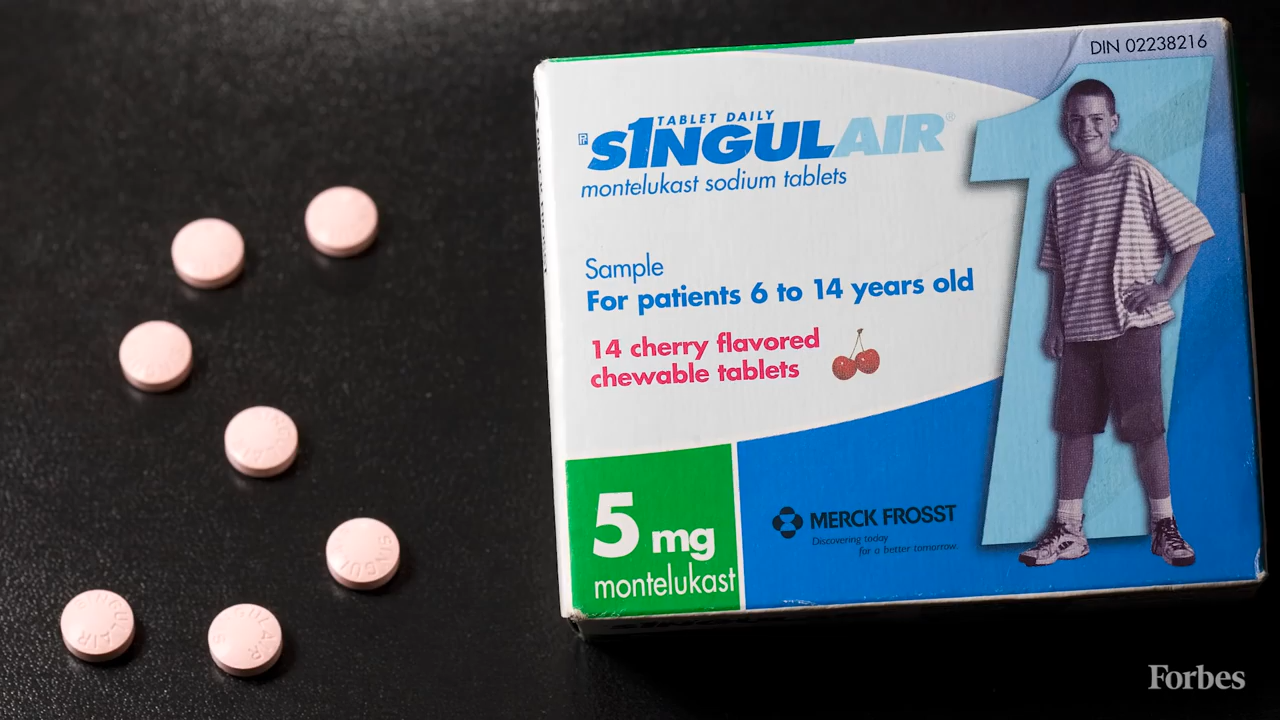 DIN 02238216
TABLET DAILY
S1NGULAIR®
montelukast sodium tablets
Sample
For patients 6 to 14 years old
14 cherry flavored
chewable tablets
5 mg
montelukast
MERCK FROSST
Discovering today
for a better tomorrow.
SINGULAIR
Forbes